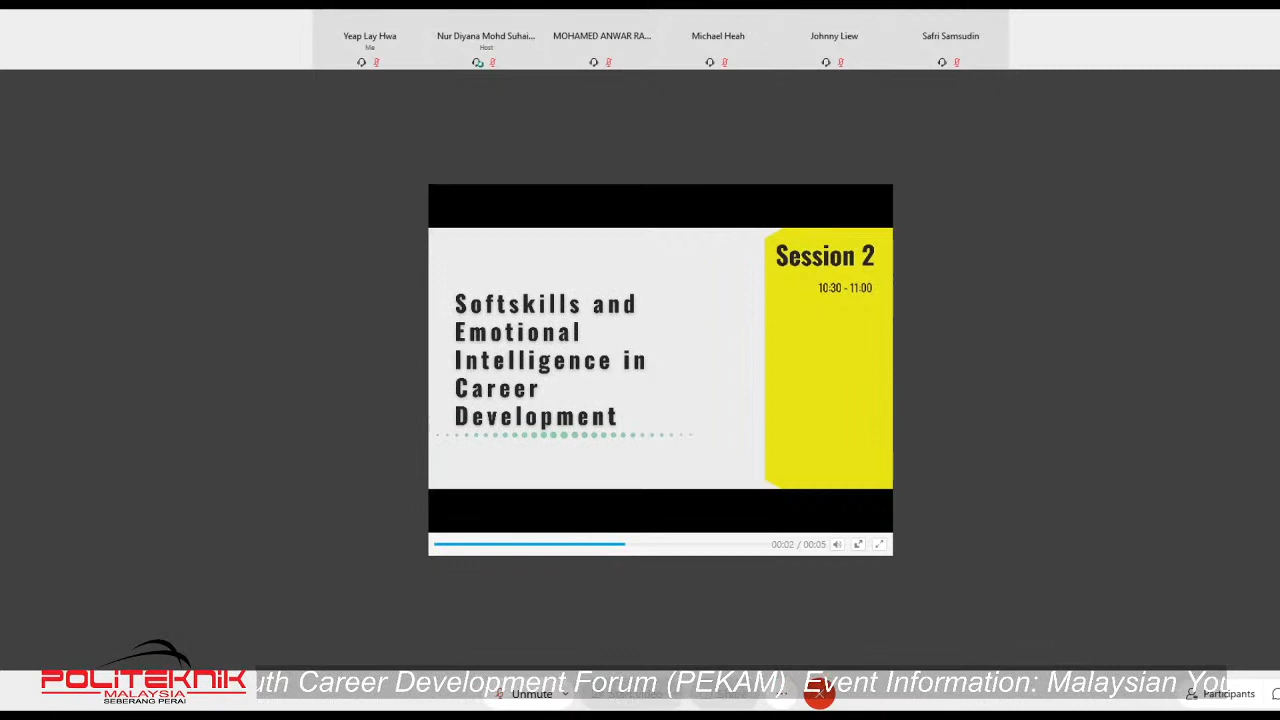 Yeap Lay Hwa
Me
Nur Diyana Mohd Suhai...
Host
MOHAMED ANWAR RA...
Michael Heah
Johnny Liew
Safri Samsudin
Session 2
10:30 - 11:00
Softskills and
Emotional
Intelligence in
Career
Development
00:02 / 00:05
POLITEKNIK
MALAYSIA
SEBERANG PERAI
uth Career Development Forum (PEKAM). Event Information: Malaysian You
Unmute
Participants